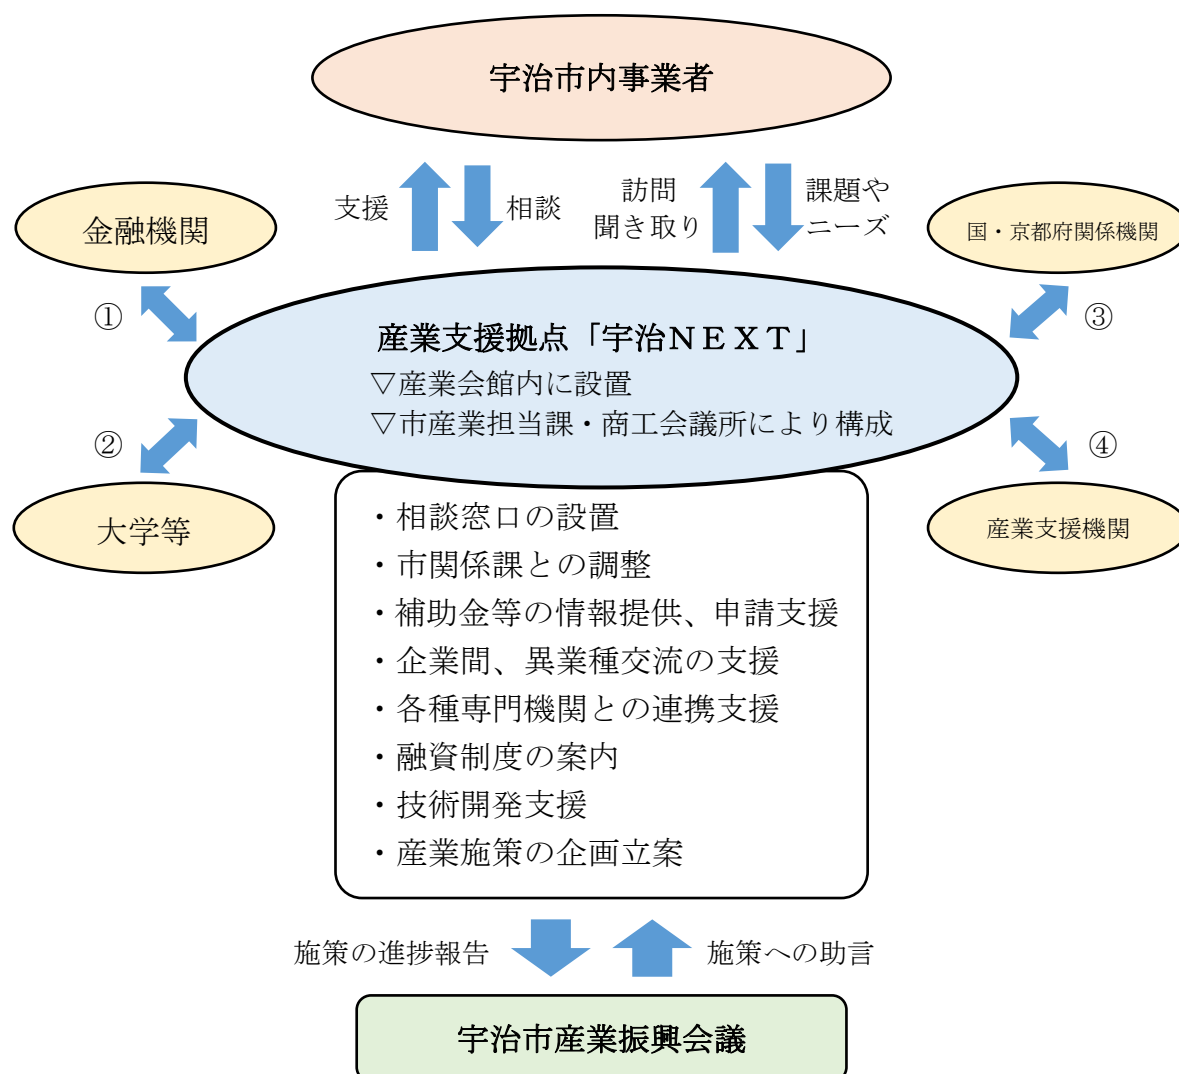 宇治市内事業者
支援
相談
訪問
聞き取り
課題や
ニーズ
金融機関
国・京都府関係機関
①
③
産業支援拠点「宇治ＮＥＸＴ」
▽産業会館内に設置
▽市産業担当課・商工会議所により構成
②
④
大学等
産業支援機関
・相談窓口の設置
・市関係課との調整
・補助金等の情報提供、申請支援
・企業間、異業種交流の支援
・各種専門機関との連携支援
・融資制度の案内
・技術開発支援
・産業施策の企画立案
施策の進捗報告
施策への助言
宇治市産業振興会議